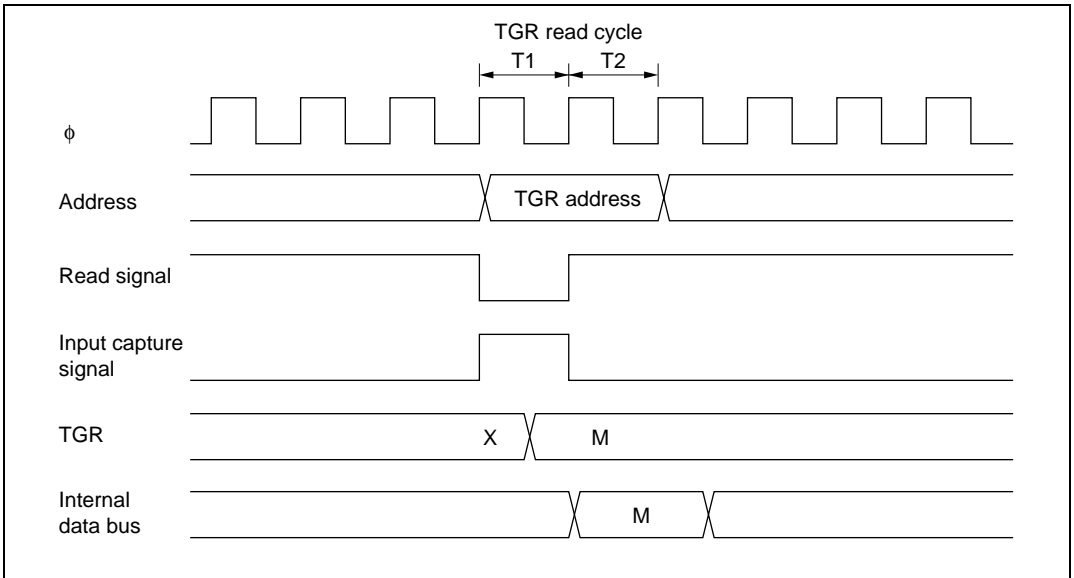 TGR read cycle
T1 T2
ϕ
Address TGR address
Read signal
Input capture
signal
TGR X M
Internal
data bus M